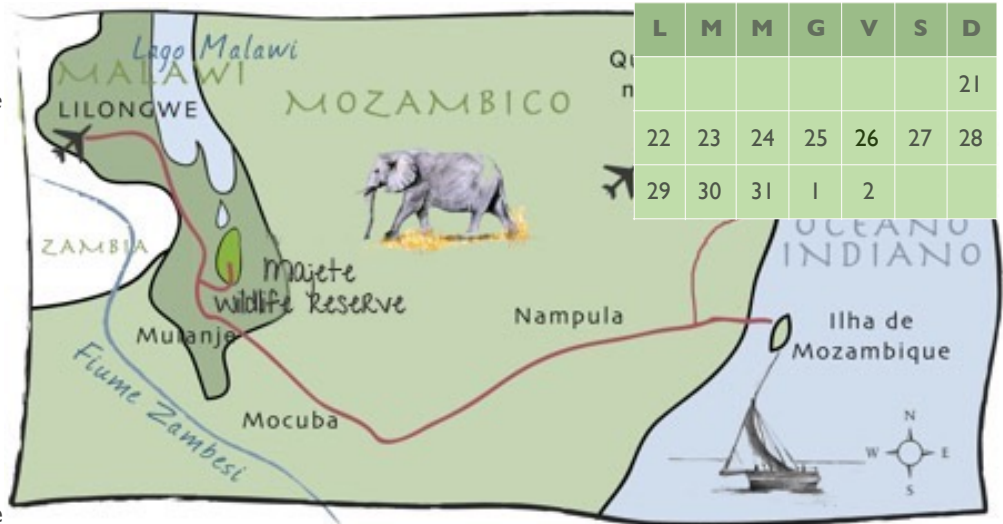 L M M G V S D
21
22 23 24 25 26 27 28
29 30 31 1 2
Lago Malawi
MALAWI
LILONGWE
MOZAMBICO
ZAMBIA
Majete
Wildlife Reserve
Mulanje
Fiume Zambesi
Mocuba
Nampula
Ilha de
Mozambique
OCEANO
INDIANO
N
W E
S